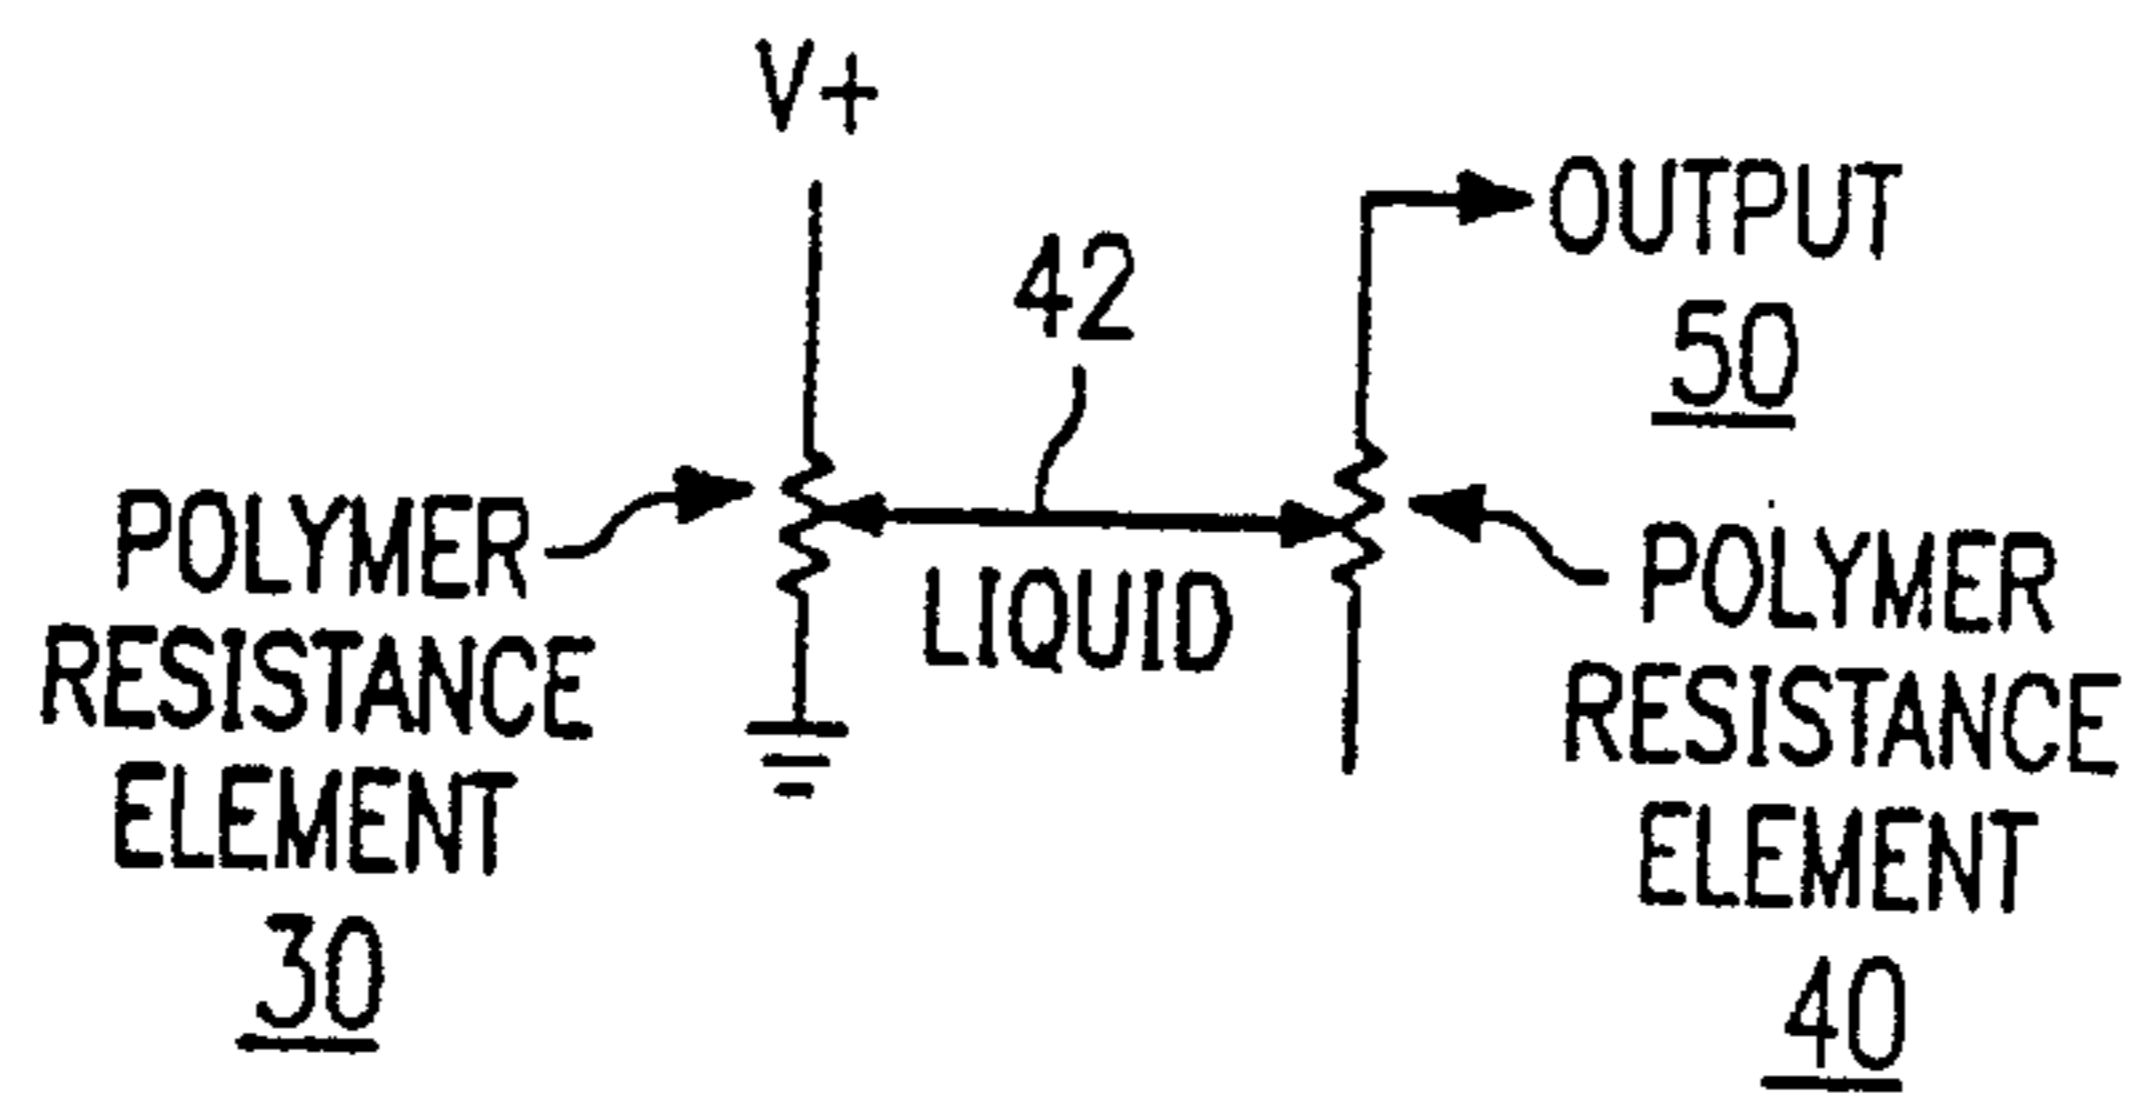 V+
OUTPUT
50
42
POLYMER
RESISTANCE
ELEMENT
30
LIQUID
POLYMER
RESISTANCE
ELEMENT
40